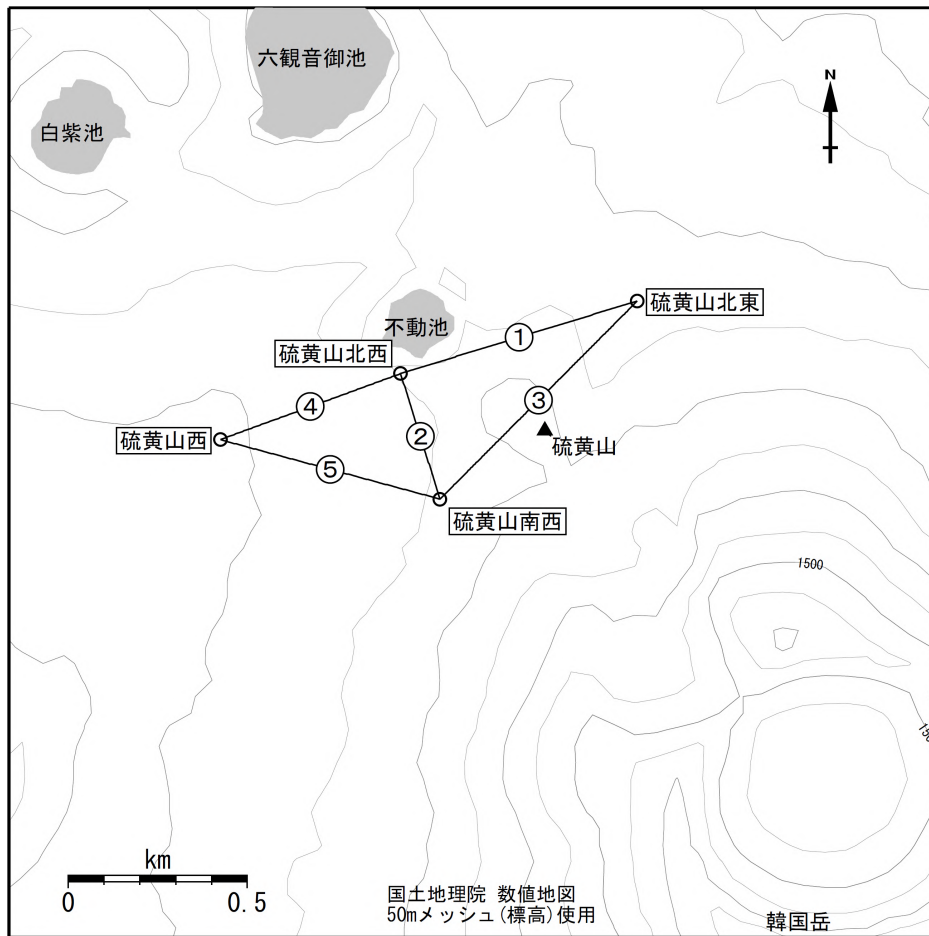 六観音御池
白紫池
N
不動池
硫黄山北東
①
硫黄山北西
③
④
硫黄山
②
硫黄山西
⑤
硫黄山南西
1500
km
0
0.5
国土地理院 数値地図
50mメッシュ(標高)使用
韓国岳